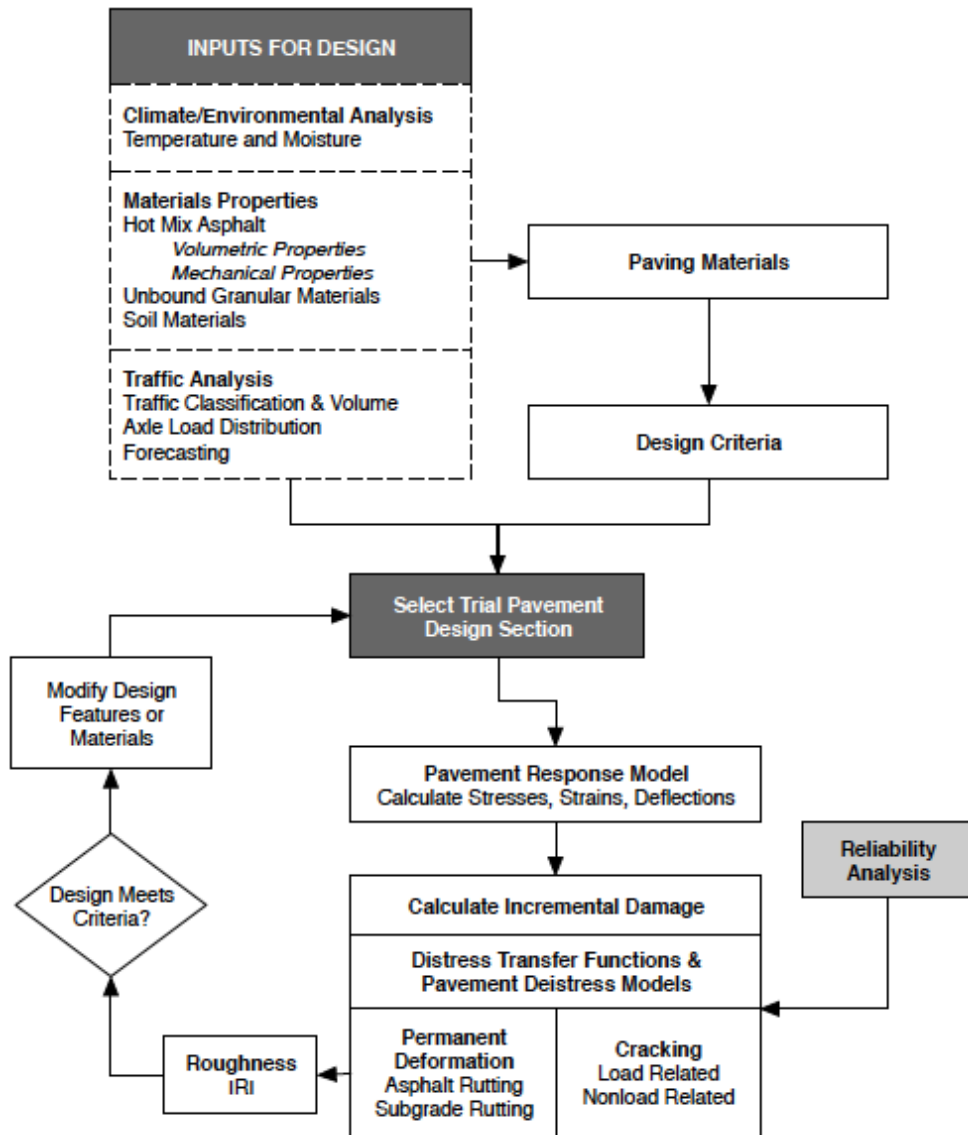 INPUTS FOR DESIGN
Climate/Environmental Analysis
Temperature and Moisture
Materials Properties
Hot Mix Asphalt
Volumetric Properties
Mechanical Properties
Unbound Granular Materials
Soil Materials
Traffic Analysis
Traffic Classification & Volume
Axle Load Distribution
Forecasting
Paving Materials
Design Criteria
Select Trial Pavement
Design Section
Modify Design
Features or
Materials
Pavement Response Model
Calculate Stresses, Strains, Deflections
Reliability
Analysis
Design Meets
Criteria?
Calculate Incremental Damage
Distress Transfer Functions &
Pavement Deistress Models
Roughness
IRI
Permanent
Deformation
Asphalt Rutting
Subgrade Rutting
Cracking
Load Related
Nonload Related